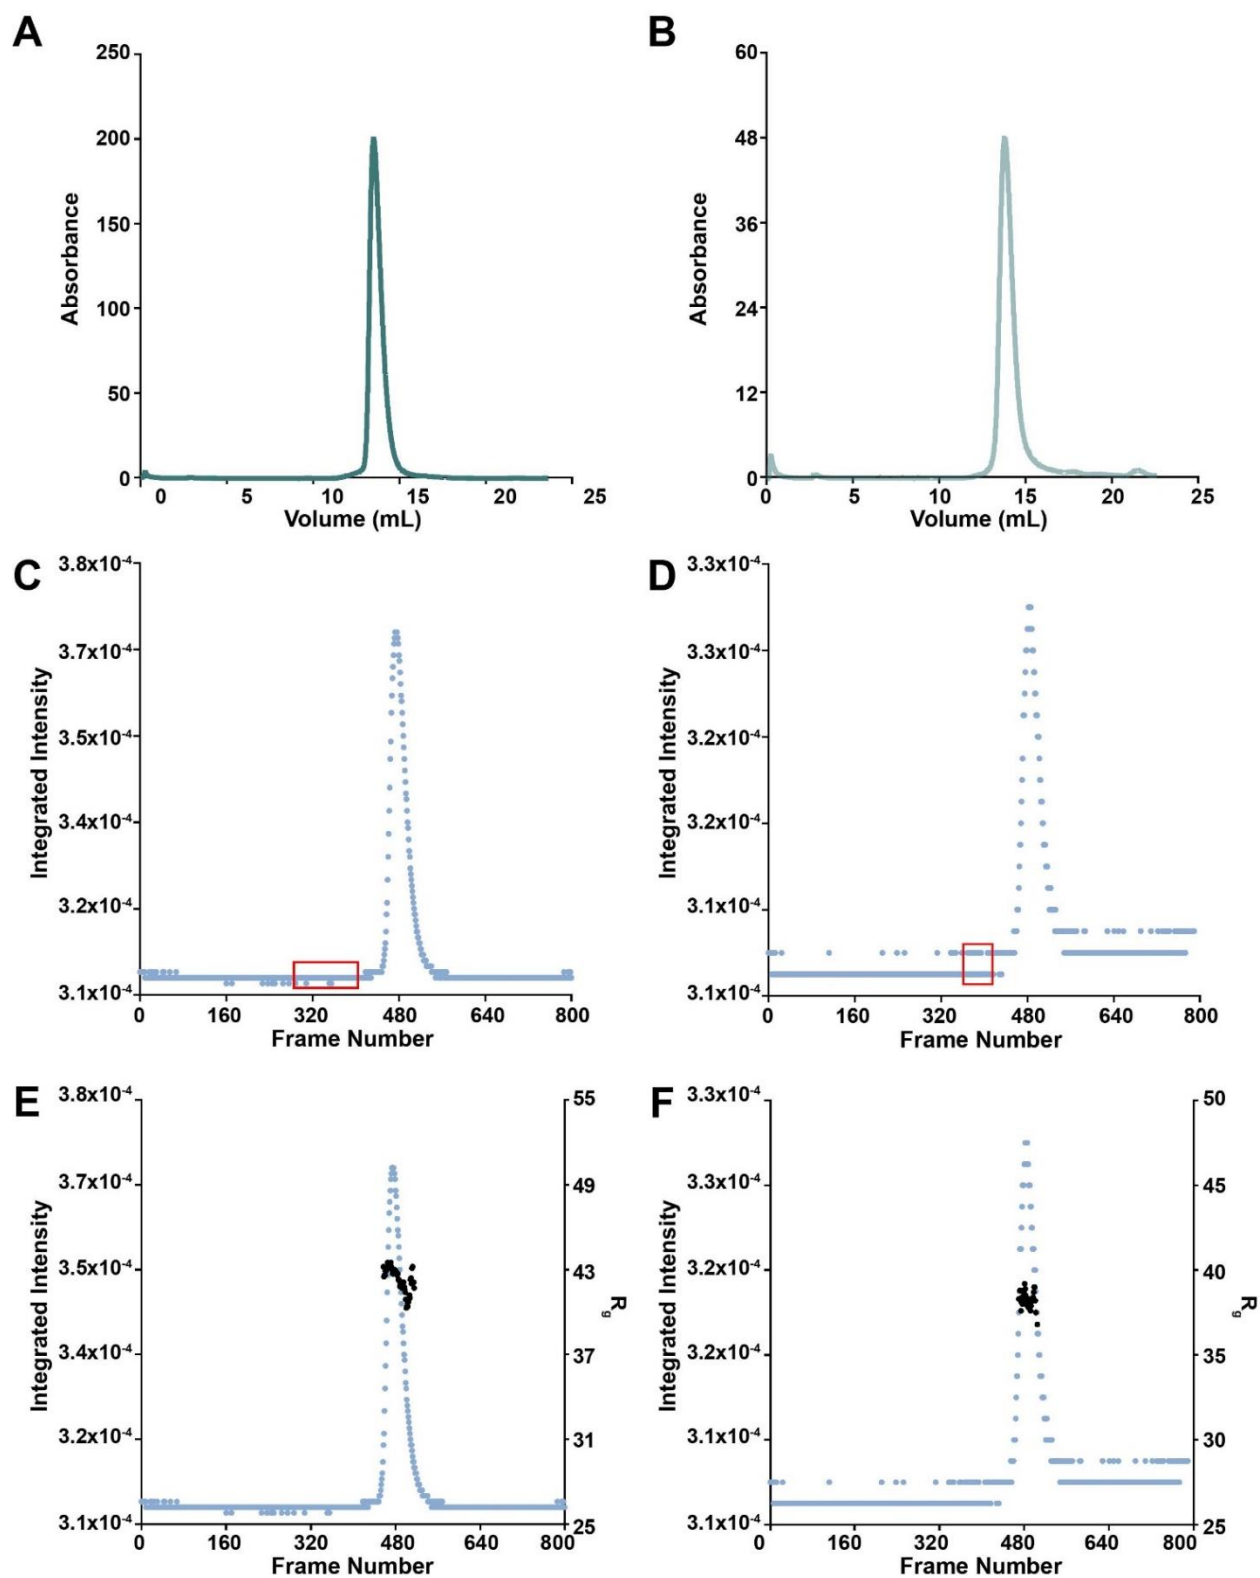 A
250
200
150
100
50
0
Absorbance
0 5 10 15 20 25
Volume (mL)
B
60
48
36
24
12
0
Absorbance
0 5 10 15 20 25
Volume (mL)
C
3.8x10⁻⁴
3.7x10⁻⁴
3.5x10⁻⁴
3.4x10⁻⁴
3.2x10⁻⁴
3.1x10⁻⁴
Integrated Intensity
0 160 320 480 640 800
Frame Number
D
3.3x10⁻⁴
3.3x10⁻⁴
3.2x10⁻⁴
3.2x10⁻⁴
3.1x10⁻⁴
3.1x10⁻⁴
Integrated Intensity
0 160 320 480 640 800
Frame Number
E
3.8x10⁻⁴
3.7x10⁻⁴
3.5x10⁻⁴
3.4x10⁻⁴
3.2x10⁻⁴
3.1x10⁻⁴
Integrated Intensity
55
49
43
37
31
25
Rg
0 160 320 480 640 800
Frame Number
F
3.3x10⁻⁴
3.3x10⁻⁴
3.2x10⁻⁴
3.2x10⁻⁴
3.1x10⁻⁴
3.1x10⁻⁴
Integrated Intensity
50
45
40
35
30
25
Rg
0 160 320 480 640 800
Frame Number